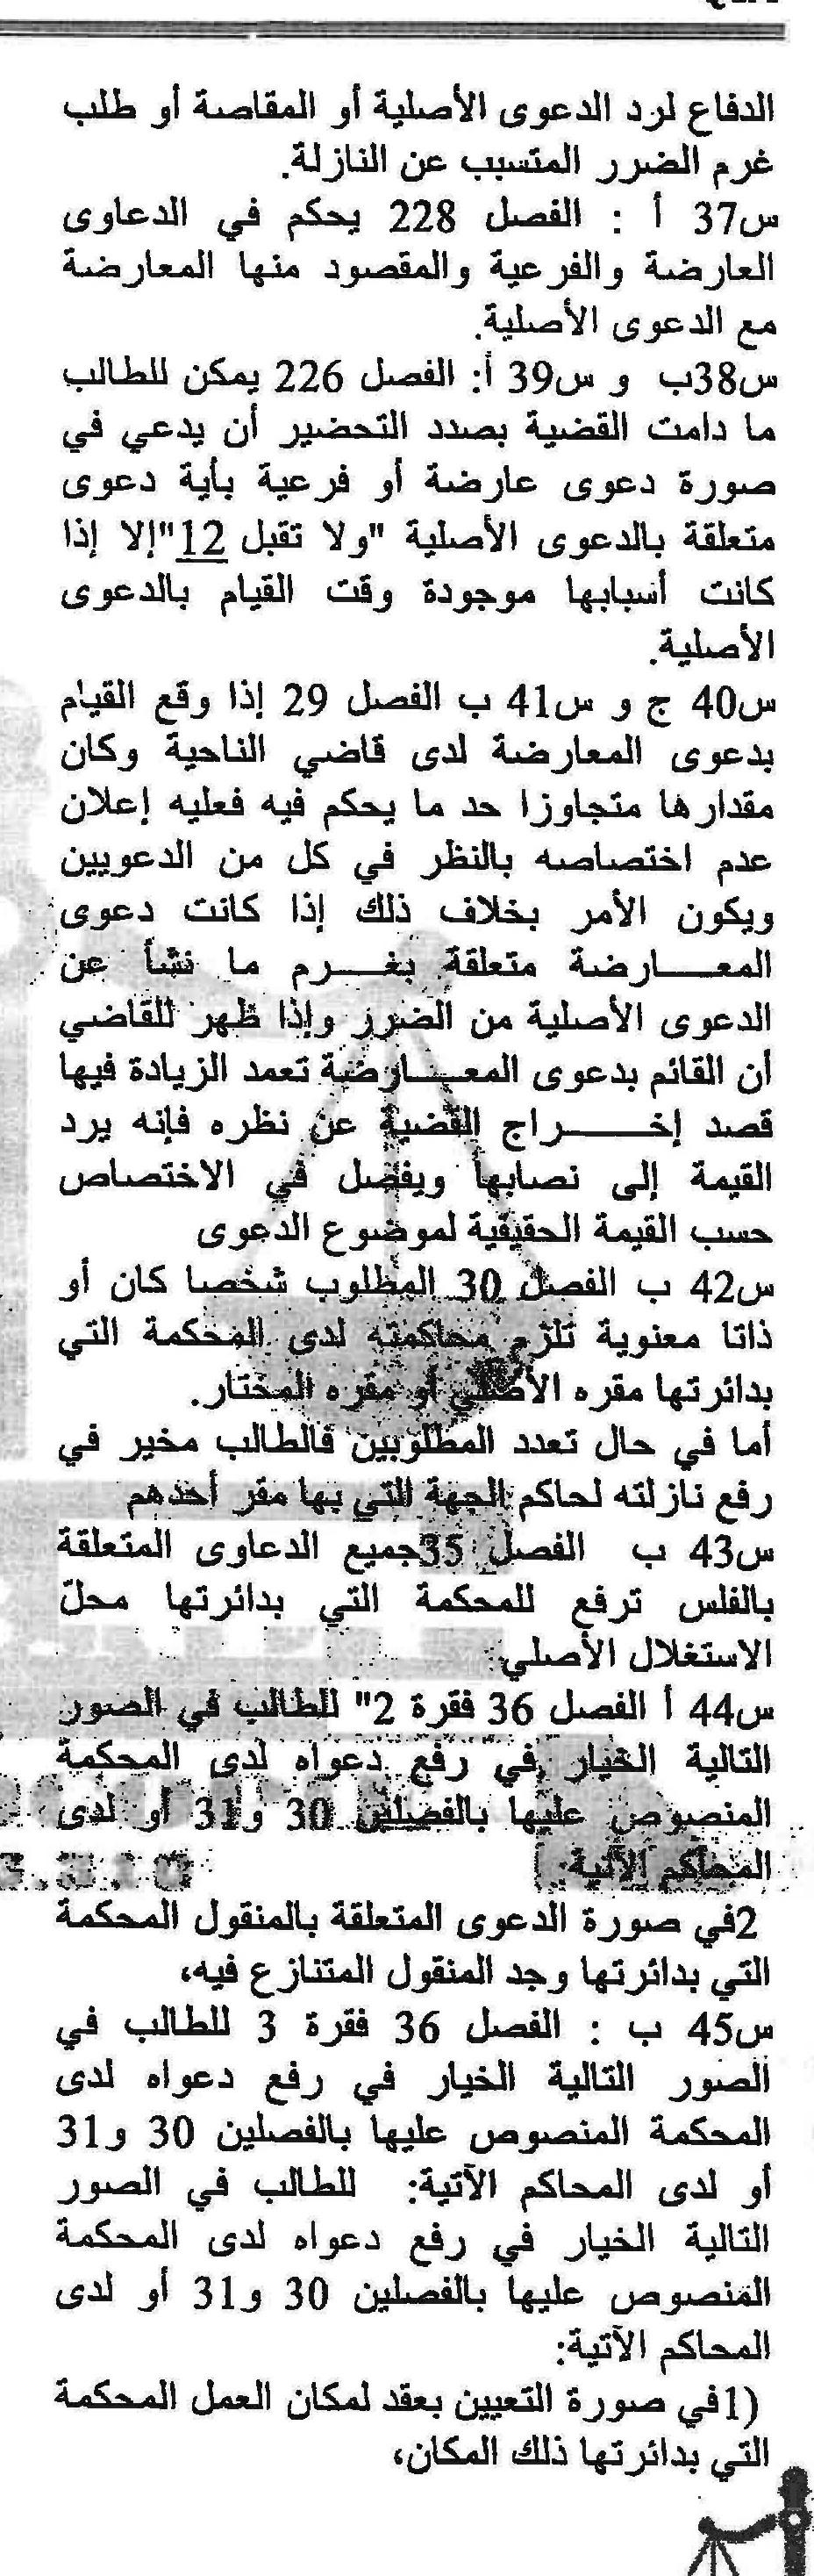 الدفاع لرد الدعوى الأصلية أو المقاصة أو طلب
غرم الضرر المتسبب عن النازلة.
س37 أ : الفصل 228 يحكم في الدعاوى
العارضة والفرعية والمقصود منها المعارضة
مع الدعوى الأصلية.
س38ب و س39 أ: الفصل 226 يمكن للطالب
ما دامت القضية بصدد التحضير أن يدعي في
صورة دعوى عارضة أو فرعية بأية دعوى
متعلقة بالدعوى الأصلية "ولا تقبل 12"إلا إذا
كانت أسبابها موجودة وقت القيام بالدعوى
الأصلية.
س40 ج و س41 ب الفصل 29 إذا وقع القيام
بدعوى المعارضة لدى قاضي الناحية وكان
مقدارها متجاوزا حد ما يحكم فيه فعليه إعلان
عدم اختصاصه بالنظر في كل من الدعويين
ويكون الأمر بخلاف ذلك إذا كانت دعوى
المعـــارضة متعلقة بغـــرم ما نشأ عن
الدعوى الأصلية من الضرر وإذا ظهر للقاضي
أن القائم بدعوى المعـــارضة تعمد الزيادة فيها
قصد إخـــــراج القضية عن نظره فإنه يرد
القيمة إلى نصابها ويفصل في الاختصاص
حسب القيمة الحقيقية لموضوع الدعوى
س42 ب الفصل 30 المطلوب شخصا كان أو
ذاتا معنوية تلزم محاكمته لدى المحكمة التي
بدائرتها مقره الأصلي أو مقره المختار.
أما في حال تعدد المطلوبين فالطالب مخير في
رفع نازلته لحاكم الجهة التي بها مقر أحدهم
س43 ب الفصل 35جميع الدعاوى المتعلقة
بالفلس ترفع للمحكمة التي بدائرتها محلّ
الاستغلال الأصلي
س44 أ الفصل 36 فقرة 2" للطالب في الصور
التالية الخيار في رفع دعواه لدى المحكمة
المنصوص عليها بالفصلين 30 و31 أو لدى
المحاكم الآتية:
2في صورة الدعوى المتعلقة بالمنقول المحكمة
التي بدائرتها وجد المنقول المتنازع فيه،
س45 ب : الفصل 36 فقرة 3 للطالب في
الصور التالية الخيار في رفع دعواه لدى
المحكمة المنصوص عليها بالفصلين 30 و31
أو لدى المحاكم الآتية: للطالب في الصور
التالية الخيار في رفع دعواه لدى المحكمة
المنصوص عليها بالفصلين 30 و31 أو لدى
المحاكم الآتية:
1)في صورة التعيين بعقد لمكان العمل المحكمة
التي بدائرتها ذلك المكان،